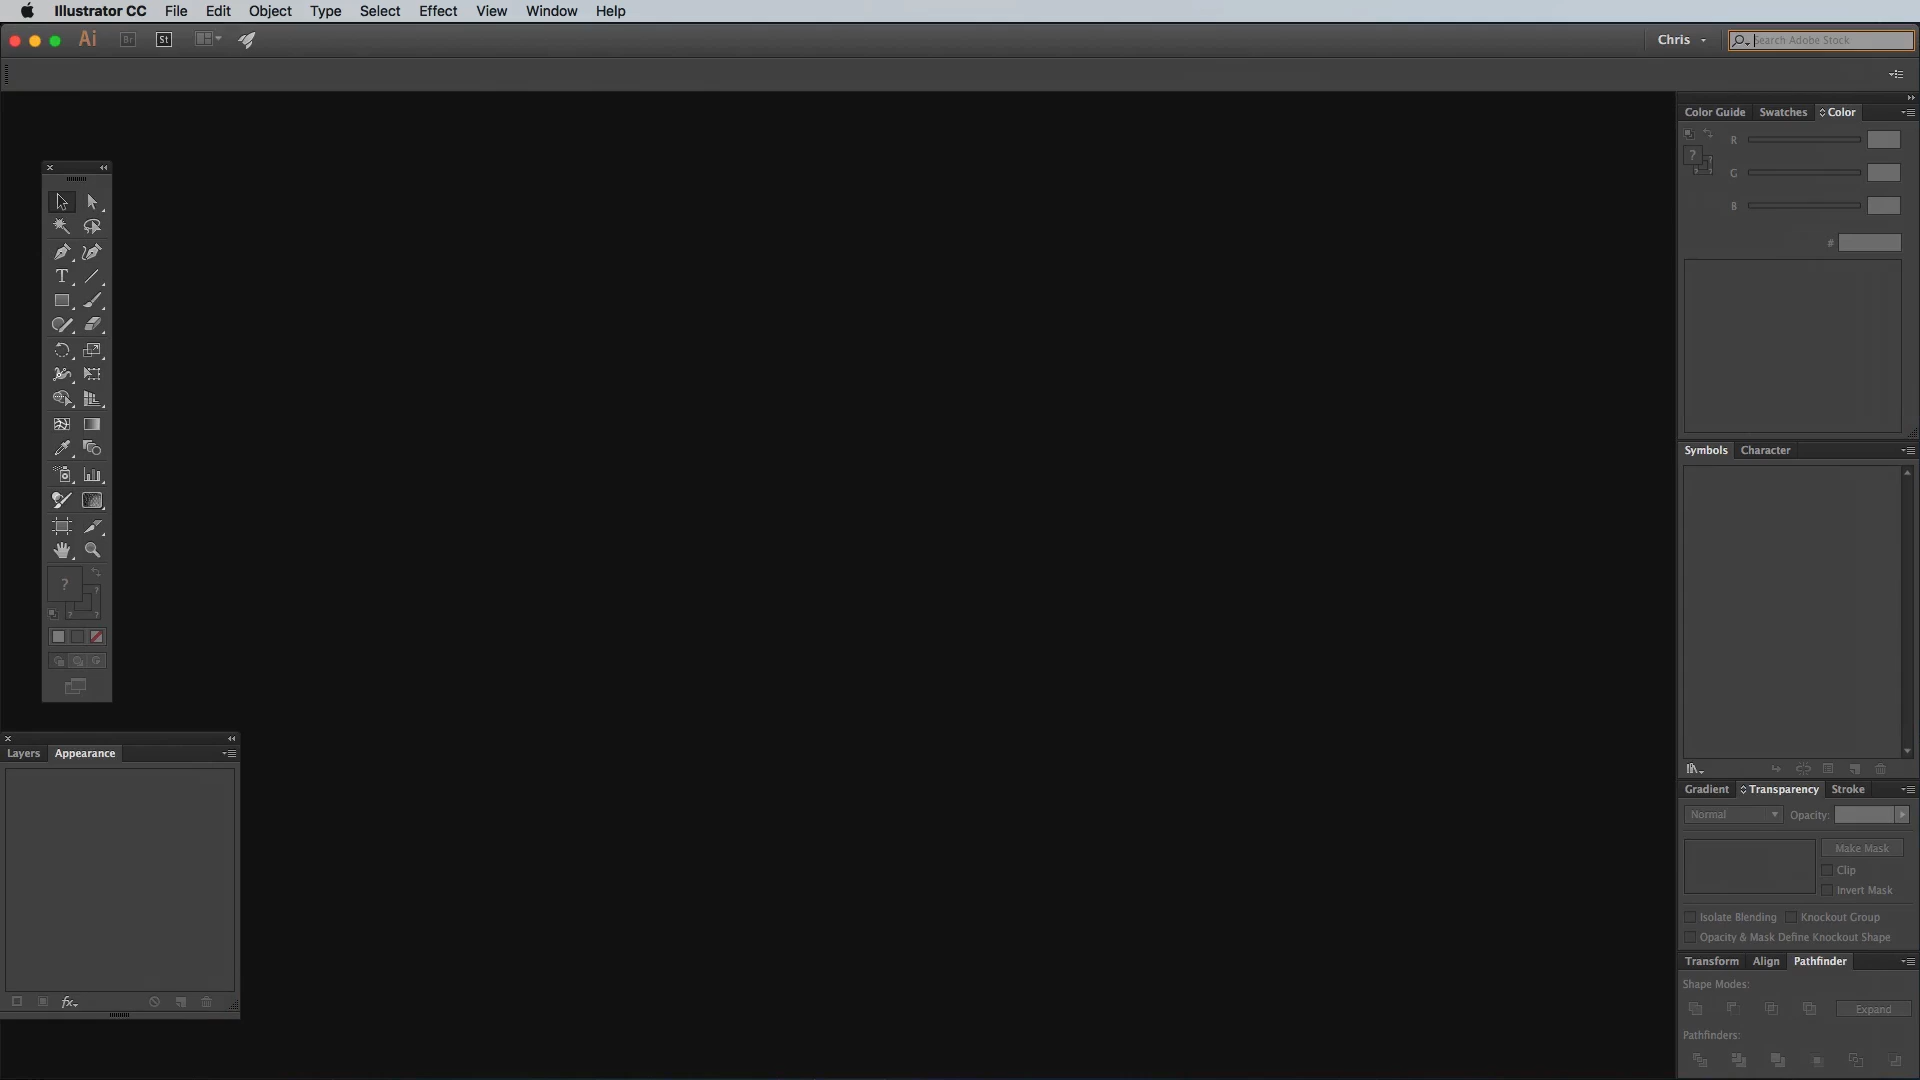 Illustrator CC File Edit Object Type Select Effect View Window Help
Ai Br St Chris Search Adobe Stock
Color Guide Swatches Color
R
? G
B
#
T
Symbols Character
?
Layers Appearance
fx
Gradient Transparency Stroke
Normal Opacity:
Make Mask
Clip
Invert Mask
Isolate Blending Knockout Group
Opacity & Mask Define Knockout Shape
Transform Align Pathfinder
Shape Modes:
Expand
Pathfinders: